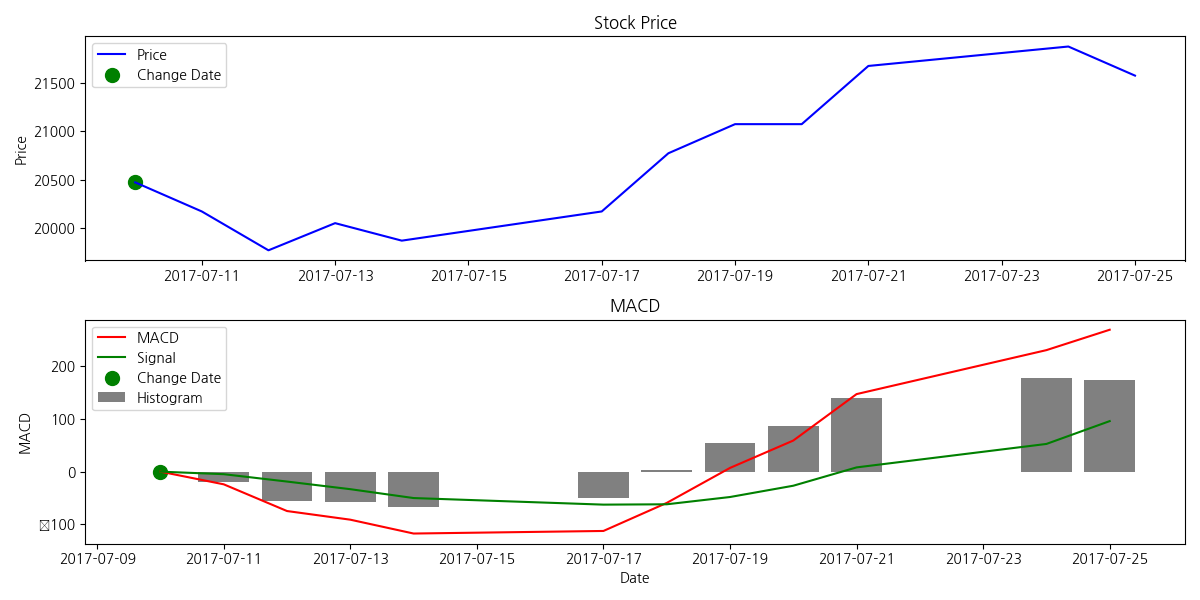 Stock Price
Price
Change Date
Price
21500
21000
20500
20000
2017-07-11 2017-07-13 2017-07-15 2017-07-17 2017-07-19 2017-07-21 2017-07-23 2017-07-25
MACD
MACD
Signal
Change Date
Histogram
MACD
200
100
0
☒100
2017-07-09 2017-07-11 2017-07-13 2017-07-15 2017-07-17 2017-07-19 2017-07-21 2017-07-23 2017-07-25
Date